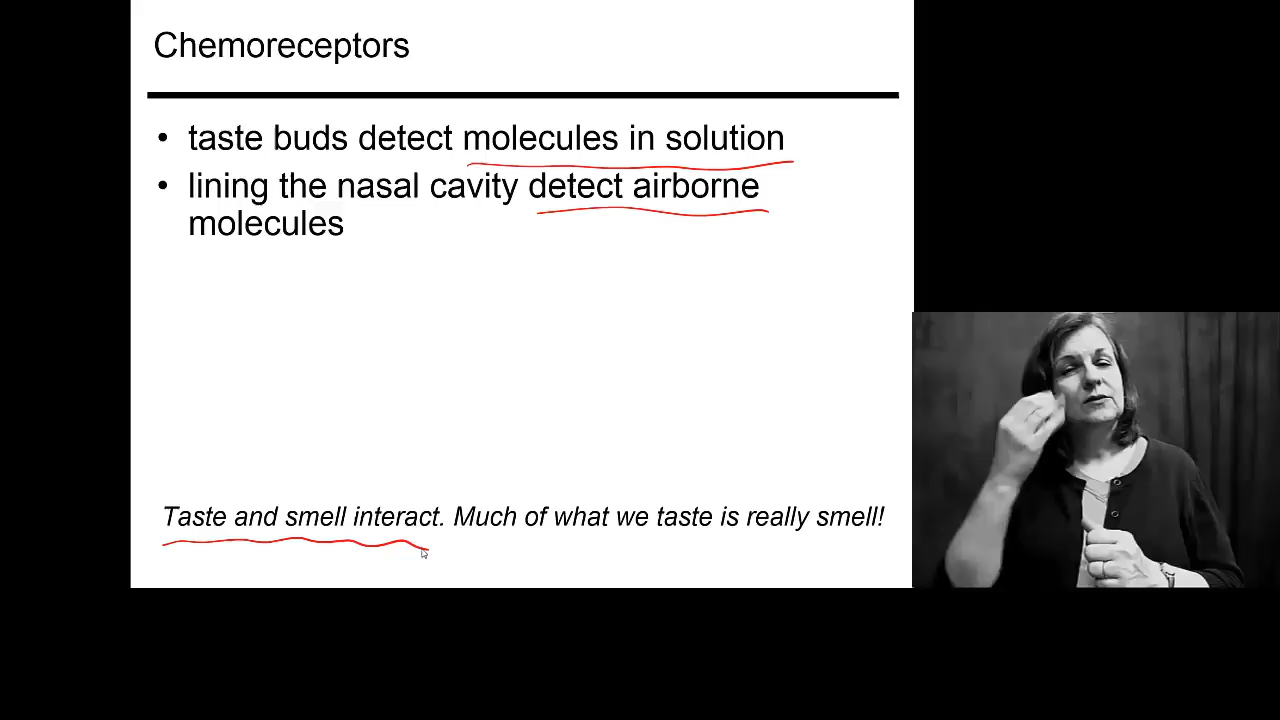 Chemoreceptors
• taste buds detect molecules in solution
• lining the nasal cavity detect airborne
molecules
Taste and smell interact. Much of what we taste is really smell!